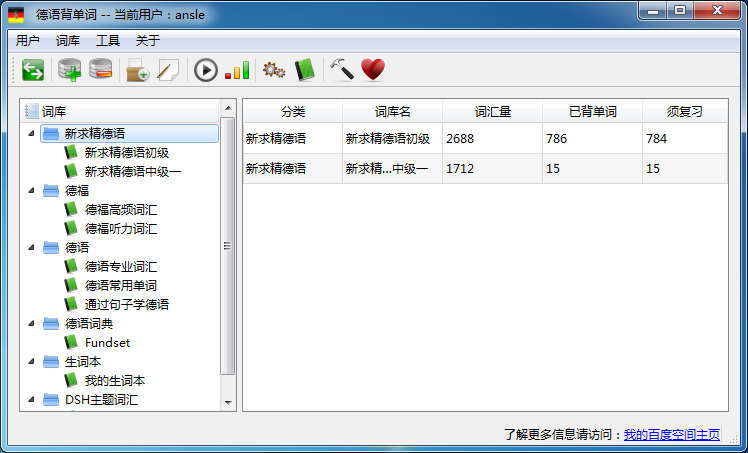 德语背单词 -- 当前用户：ansle
用户 词库 工具 关于
词库
新求精德语
新求精德语初级
新求精德语中级一
德福
德福高频词汇
德福听力词汇
德语
德语专业词汇
德语常用单词
通过句子学德语
德语词典
Fundset
生词本
我的生词本
DSH主题词汇
分类 词库名 词汇量 已背单词 须复习
新求精德语 新求精德语初级 2688 786 784
新求精德语 新求精...中级一 1712 15 15
了解更多信息请访问：我的百度空间主页